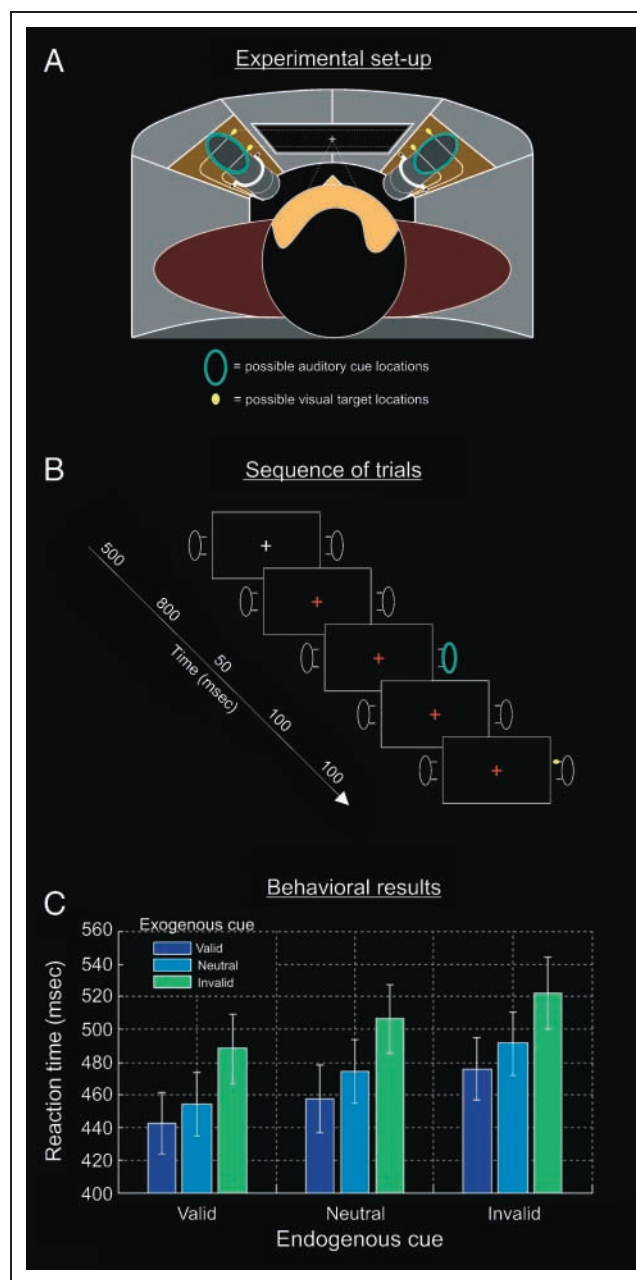 A
Experimental set-up
= possible auditory cue locations
= possible visual target locations
B
Sequence of trials
500
800
50
100
100
Time (msec)
C
Behavioral results
Exogenous cue
Valid
Neutral
Invalid
Reaction time (msec)
560
540
520
500
480
460
440
420
400
Valid Neutral Invalid
Endogenous cue